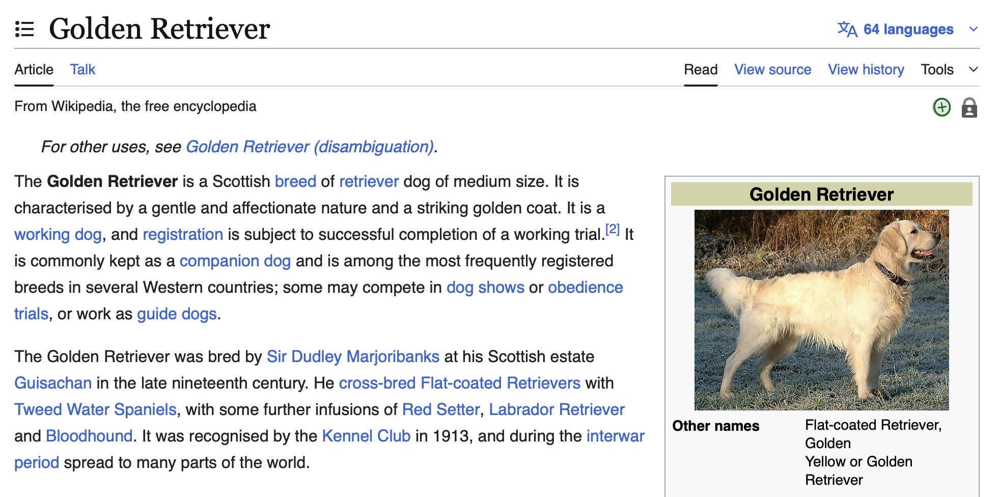 Golden Retriever
64 languages
Article Talk
Read View source View history Tools
From Wikipedia, the free encyclopedia
For other uses, see Golden Retriever (disambiguation).
The Golden Retriever is a Scottish breed of retriever dog of medium size. It is
characterised by a gentle and affectionate nature and a striking golden coat. It is a
working dog, and registration is subject to successful completion of a working trial.[2] It
is commonly kept as a companion dog and is among the most frequently registered
breeds in several Western countries; some may compete in dog shows or obedience
trials, or work as guide dogs.
The Golden Retriever was bred by Sir Dudley Marjoribanks at his Scottish estate
Guisachan in the late nineteenth century. He cross-bred Flat-coated Retrievers with
Tweed Water Spaniels, with some further infusions of Red Setter, Labrador Retriever
and Bloodhound. It was recognised by the Kennel Club in 1913, and during the interwar
period spread to many parts of the world.
Golden Retriever
Other names
Flat-coated Retriever,
Golden
Yellow or Golden
Retriever